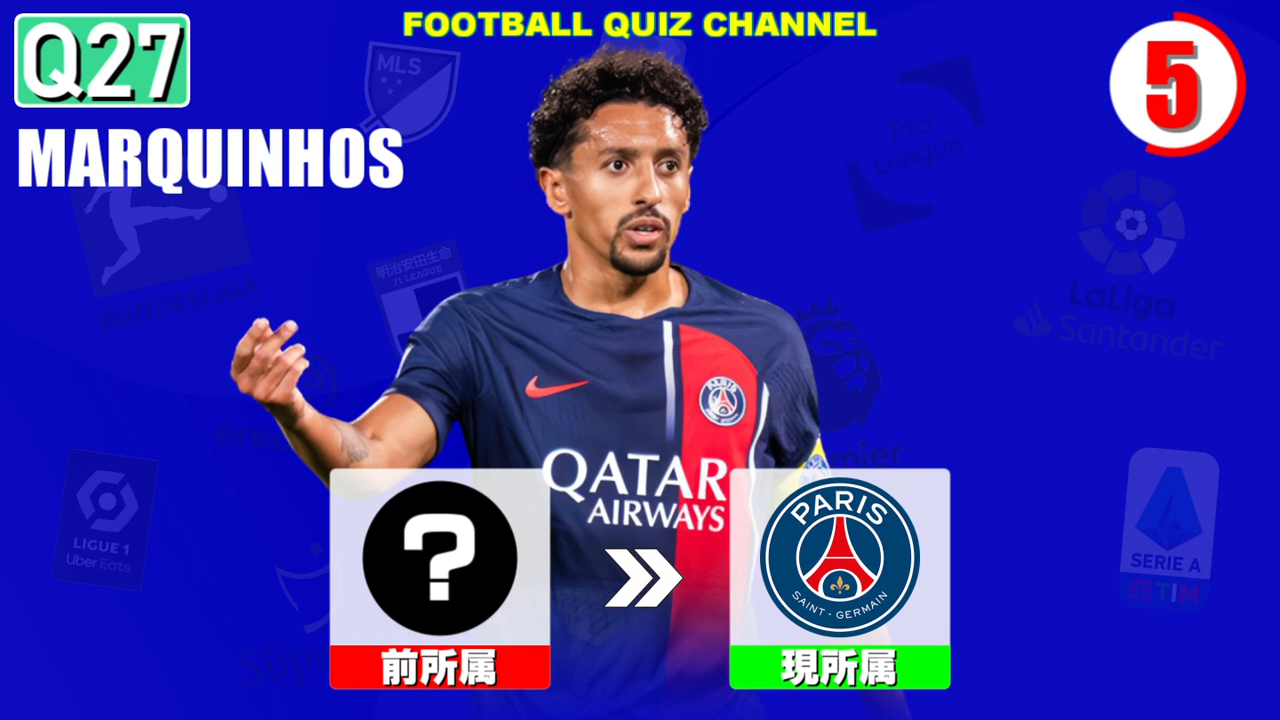 FOOTBALL QUIZ CHANNEL
Q27
5
MARQUINHOS
MLS
Pro
League
BUNDESLIGA
明治安田生命
J1 LEAGUE
LaLiga
Santander
PARIS
QATAR
AIRWAYS
LIGUE 1
Uber Eats
SERIE A
TIM
?
PARIS
SAINT-GERMAIN
前所属
現所属